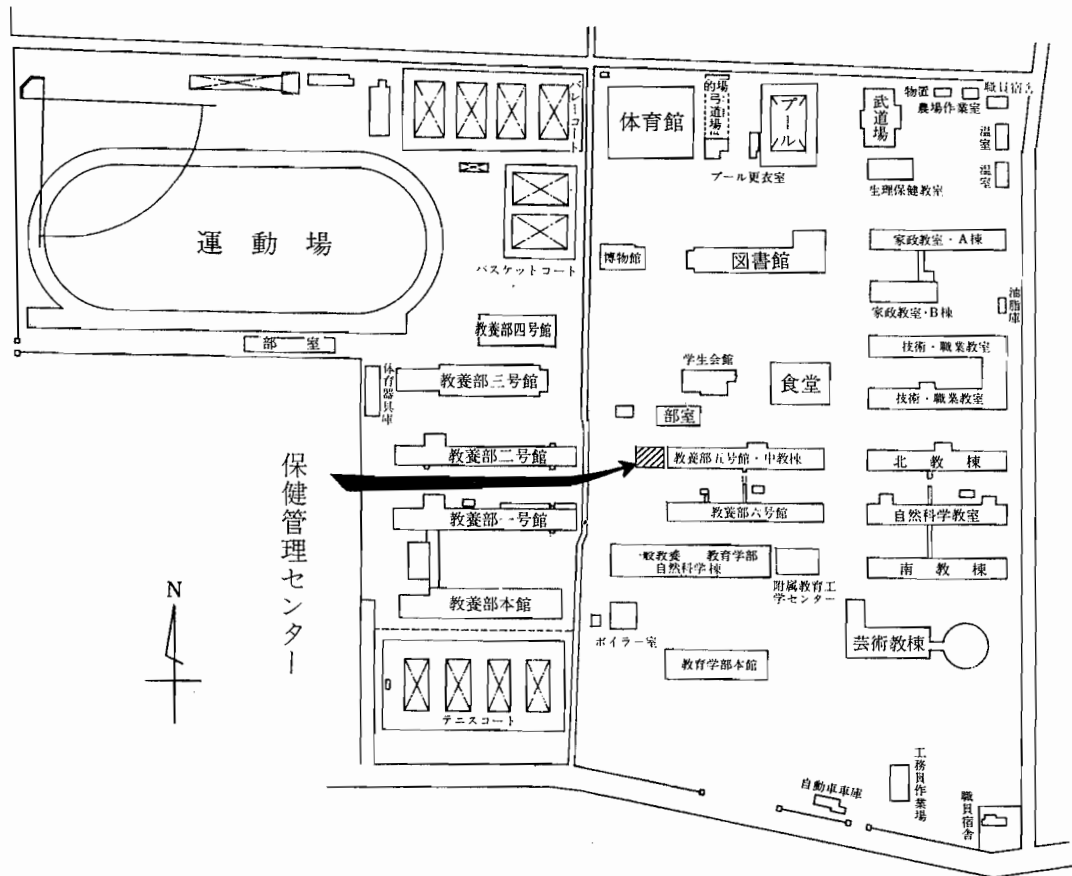 職員宿舎
物置
農場作業室
バレーコート
体育館
弓道場
プール
武道場
温室
プール更衣室
生理保健教室
温室
運動場
バスケットコート
博物館
図書館
家政教室・A棟
油脂庫
家政教室・B棟
教養部四号館
部室
技術・職業教室
学生会館
食堂
体育器具庫
教養部三号館
技術・職業教室
部室
保健管理センター
教養部二号館
教養部五号館・中教棟
北教棟
教養部一号館
教養部六号館
自然科学教室
一般教養 教育学部
自然科学棟
附属教育工
学センター
南教棟
N
教養部本館
ボイラー室
芸術教棟
教育学部本館
テニスコート
工務員作業場
自動車車庫
職員宿舎